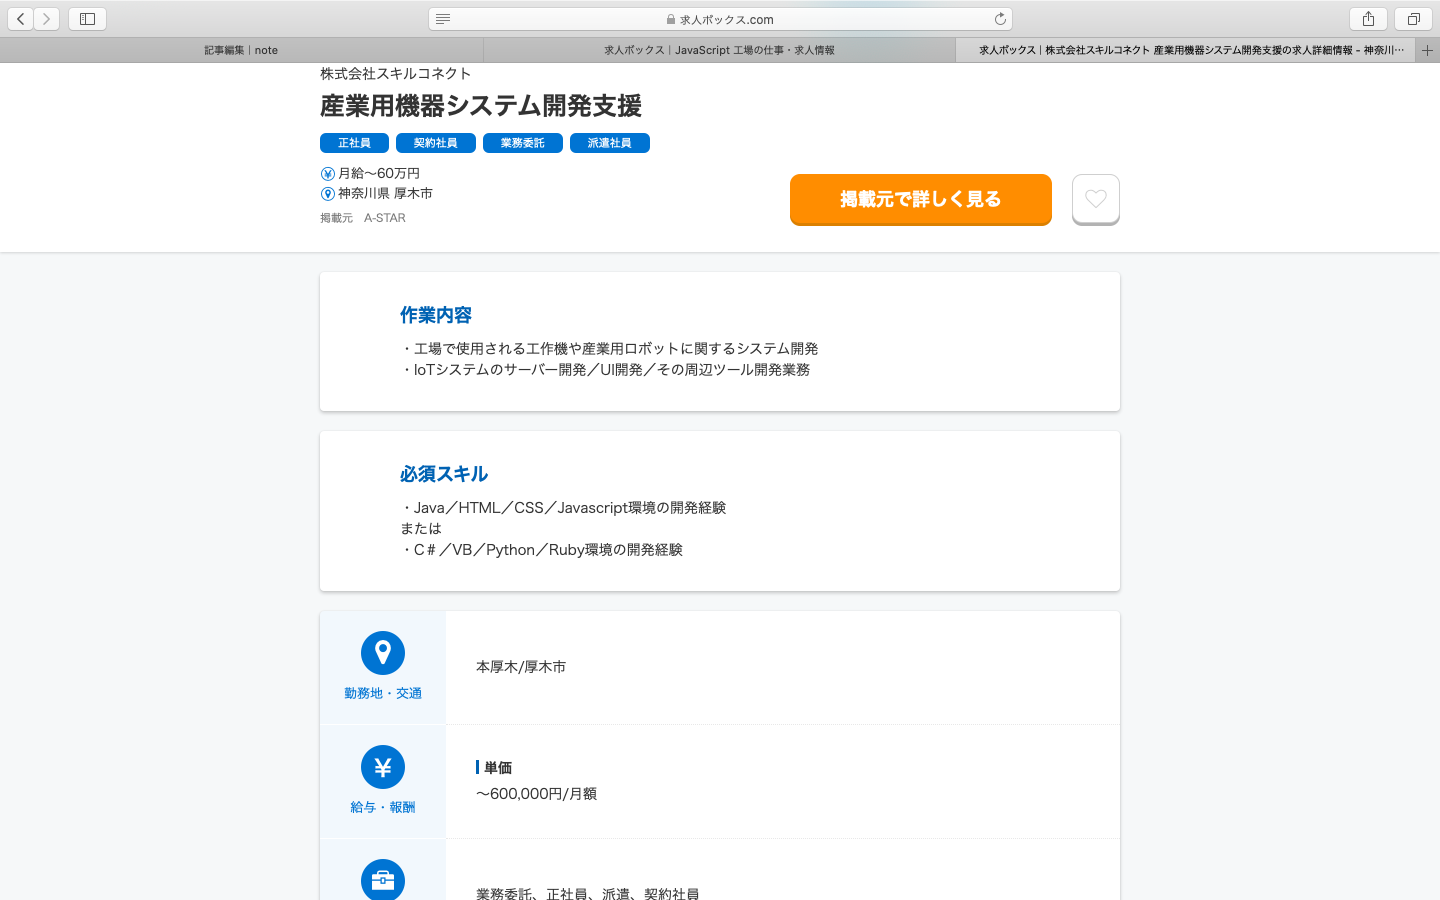 求人ボックス.com
記事編集｜note
求人ボックス｜JavaScript 工場の仕事・求人情報
求人ボックス｜株式会社スキルコネクト 産業用機器システム開発支援の求人詳細情報 - 神奈川…
株式会社スキルコネクト
産業用機器システム開発支援
正社員 契約社員 業務委託 派遣社員
月給〜60万円
神奈川県 厚木市
掲載元 A-STAR
掲載元で詳しく見る
作業内容
・工場で使用される工作機や産業用ロボットに関するシステム開発
・IoTシステムのサーバー開発／UI開発／その周辺ツール開発業務
必須スキル
・Java／HTML／CSS／Javascript環境の開発経験
または
・C＃／VB／Python／Ruby環境の開発経験
勤務地・交通
本厚木/厚木市
給与・報酬
単価
〜600,000円/月額
業務委託、正社員、派遣、契約社員